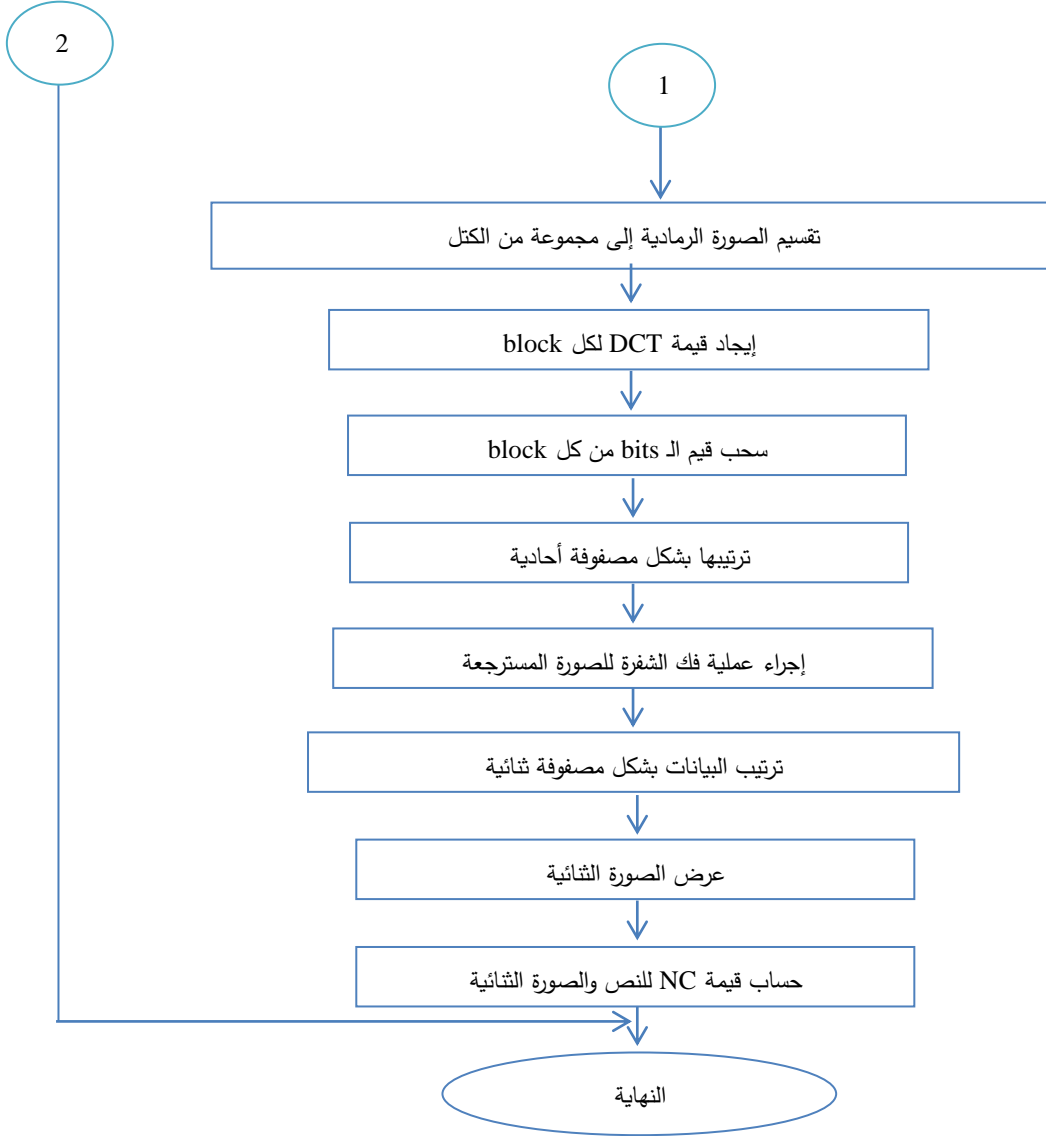 2
1
تقسيم الصورة الرمادية إلى مجموعة من الكتل
إيجاد قيمة DCT لكل block
سحب قيم الـ bits من كل block
ترتيبها بشكل مصفوفة أحادية
إجراء عملية فك الشفرة للصورة المسترجعة
ترتيب البيانات بشكل مصفوفة ثنائية
عرض الصورة الثنائية
حساب قيمة NC للنص والصورة الثنائية
النهاية